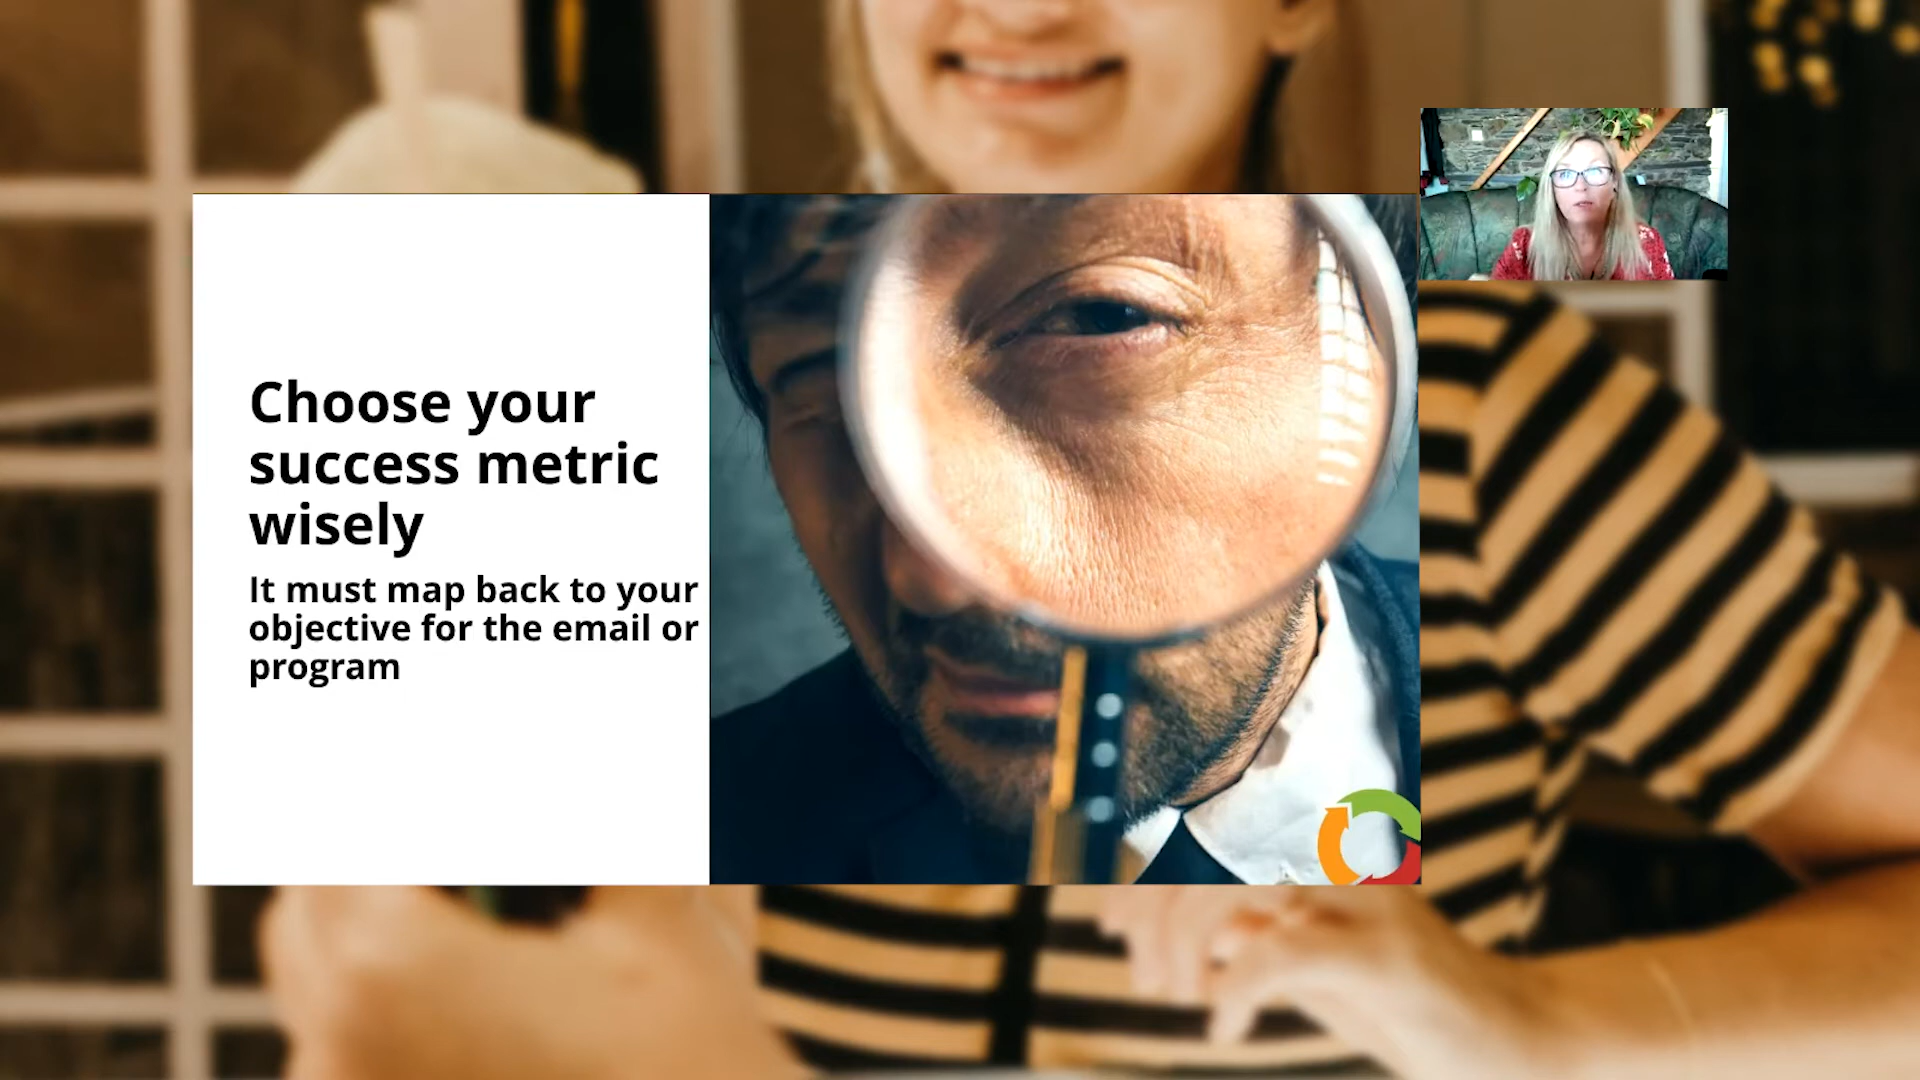 Choose your
success metric
wisely
It must map back to your
objective for the email or
program